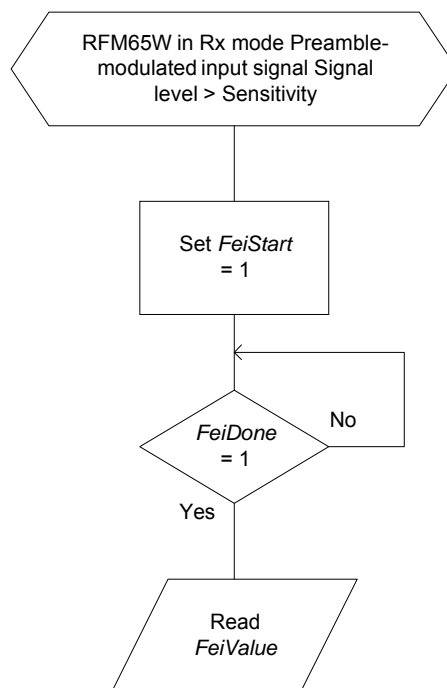 RFM65W in Rx mode Preamble-
modulated input signal Signal
level > Sensitivity
Set FeiStart
= 1
FeiDone
= 1
No
Yes
Read
FeiValue